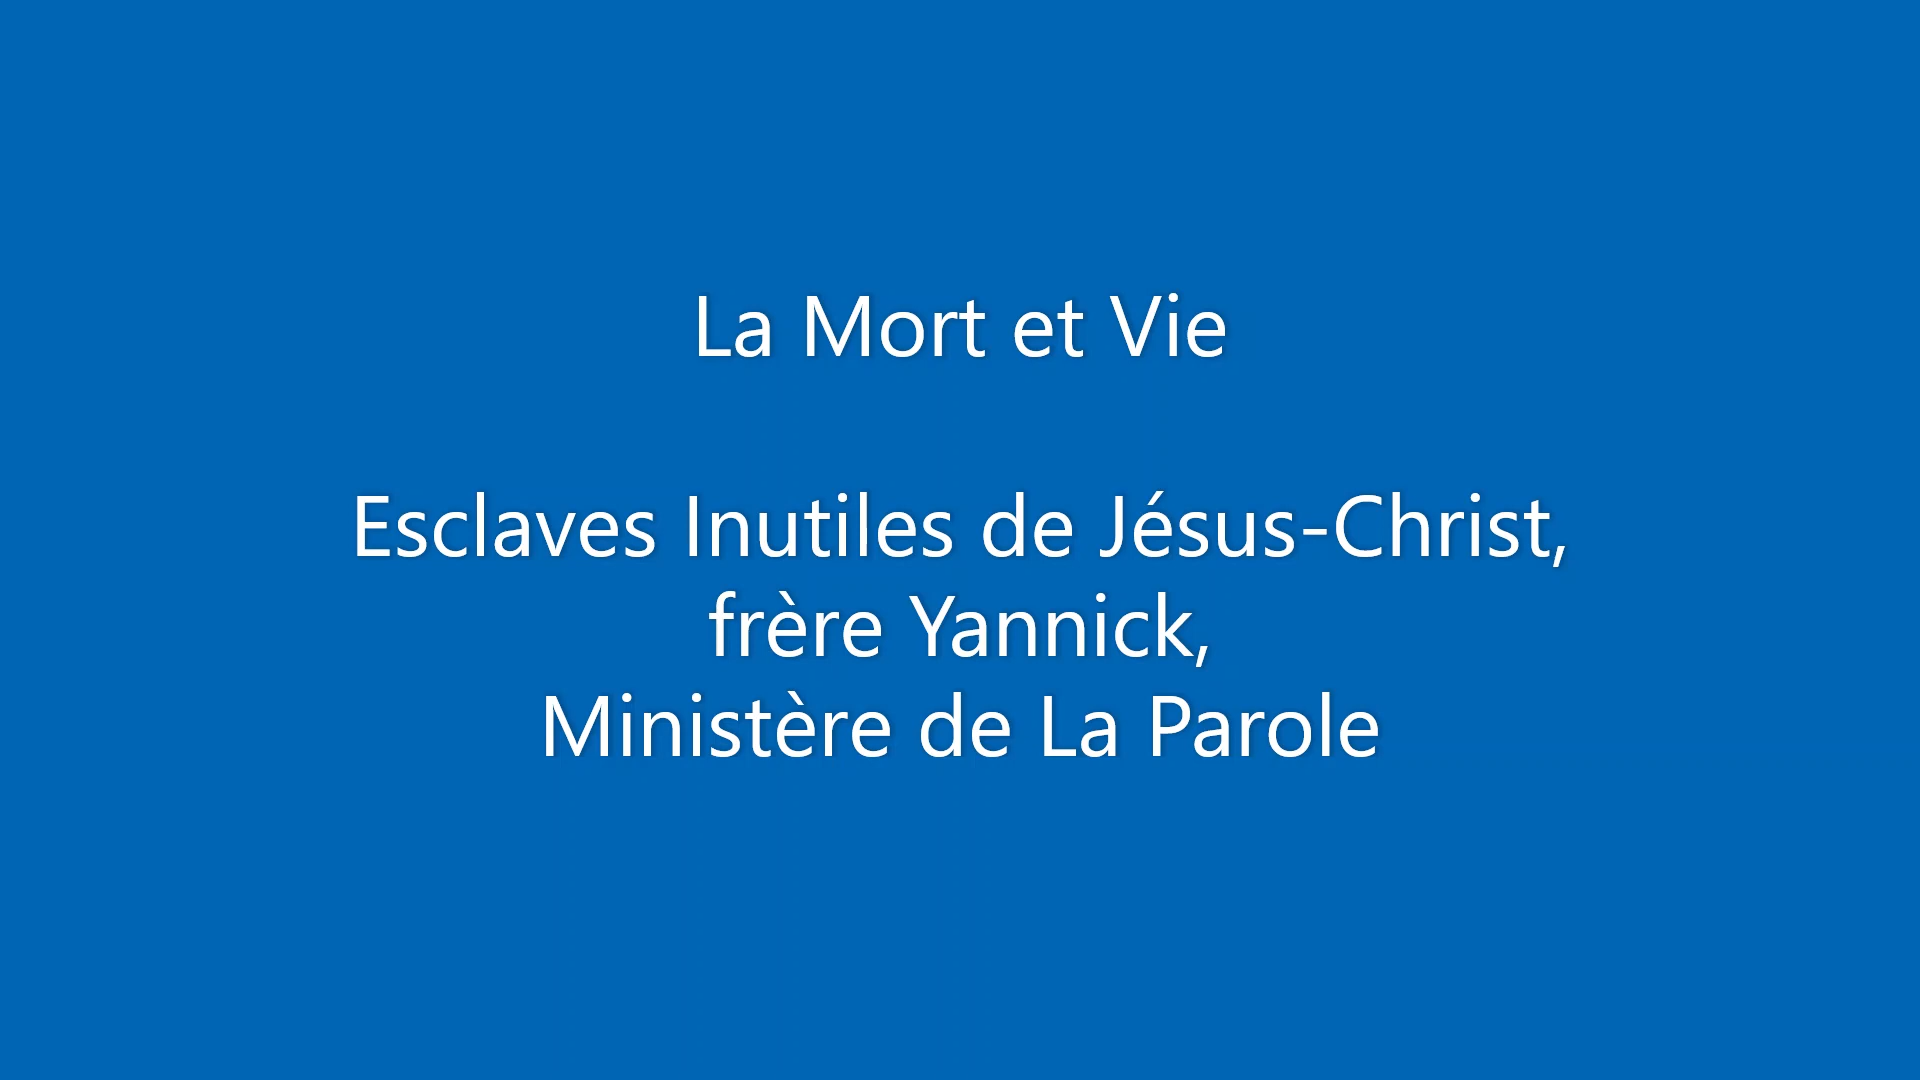 La Mort et Vie
Esclaves Inutiles de Jésus-Christ,
frère Yannick,
Ministère de La Parole